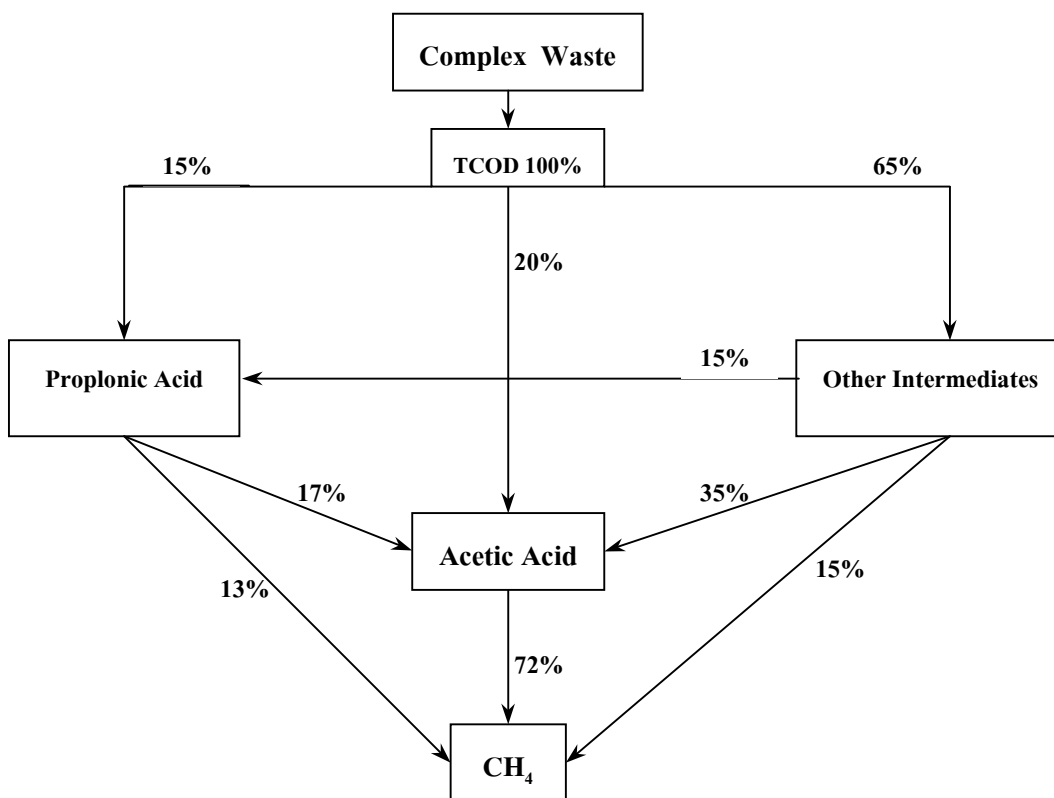 Complex Waste
TCOD 100%
15%
65%
20%
Proplonic Acid
15%
Other Intermediates
17%
35%
Acetic Acid
13%
15%
72%
CH₄